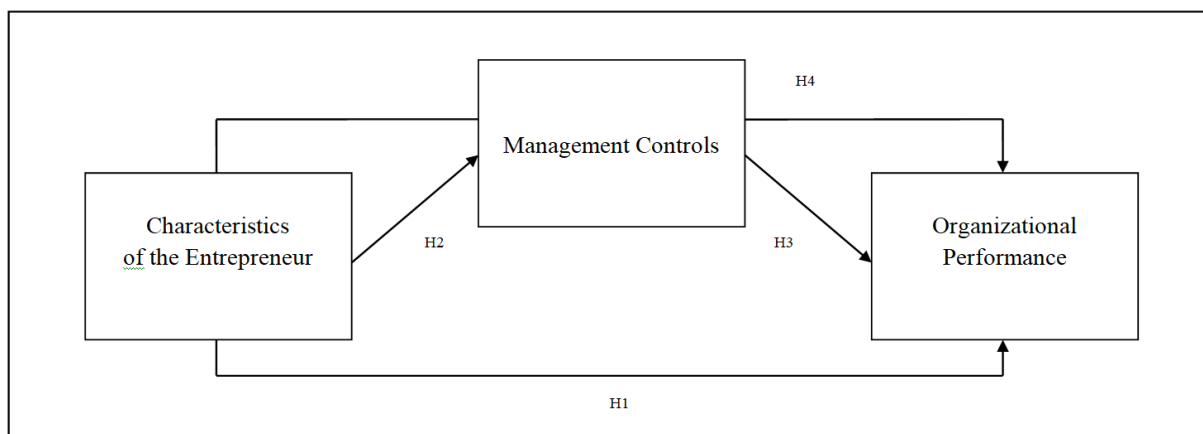 H4
Management Controls
Characteristics
of the Entrepreneur
H2
H3
Organizational
Performance
H1